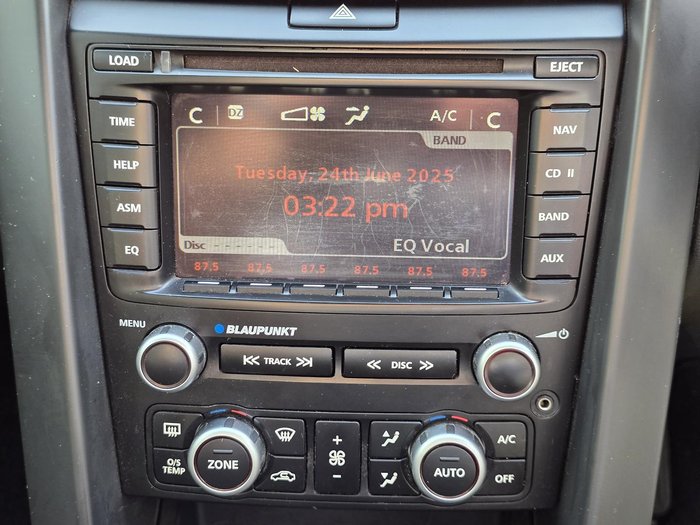 LOAD
EJECT
C DZ A/C C
BAND
Tuesday, 24th June 2025
03:22 pm
Disc EQ Vocal
87.5 87.5 87.5 87.5 87.5 87.5
TIME
HELP
ASM
EQ
NAV
CD II
BAND
AUX
MENU
BLAUPUNKT
TRACK
DISC
O/S TEMP
ZONE
+
-
AUTO
A/C
OFF